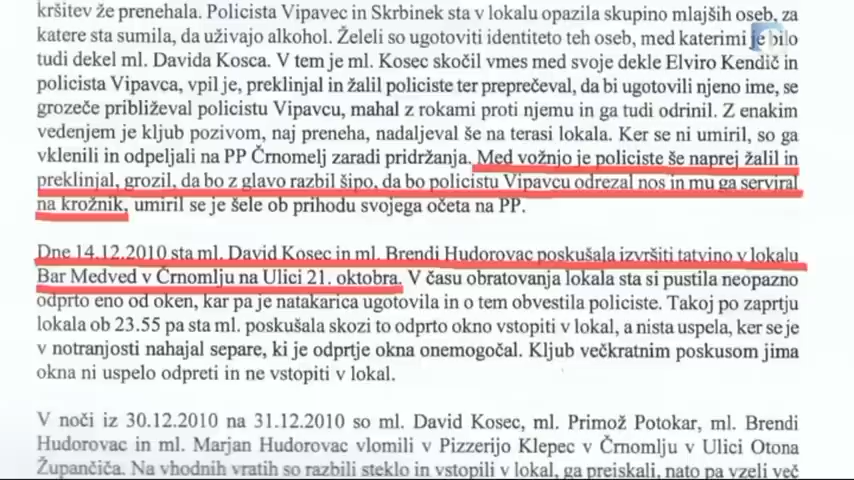 kršitev že prenehala. Policista Vipavec in Skrbinek sta v lokalu opazila skupino mlajših oseb, za
katere sta sumila, da uživajo alkohol. Želeli so ugotoviti identiteto teh oseb, med katerimi je bilo
tudi dekel ml. Davida Kosca. V tem je ml. Kosec skočil vmes med svoje dekle Elviro Kendič in
policista Vipavca, vpil je, preklinjal in žalil policiste ter preprečeval, da bi ugotovili njeno ime, se
grozeče približeval policistu Vipavcu, mahal z rokami proti njemu in ga tudi odrinil. Z enakim
vedenjem je kljub pozivom, naj preneha, nadaljeval še na terasi lokala. Ker se ni umiril, so ga
vklenili in odpeljali na PP Črnomelj zaradi pridržanja. Med vožnjo je policiste še naprej žalil in
preklinjal, grozil, da bo z glavo razbil šipo, da bo policistu Vipavcu odrezal nos in mu ga serviral
na krožnik, umiril se je šele ob prihodu svojega očeta na PP.
Dne 14.12.2010 sta ml. David Kosec in ml. Brendi Hudorovac poskušala izvršiti tatvino v lokalu
Bar Medved v Črnomlju na Ulici 21. oktobra. V času obratovanja lokala sta si pustila neopazno
odprto eno od oken, kar pa je natakarica ugotovila in o tem obvestila policiste. Takoj po zaprtju
lokala ob 23.55 pa sta ml. poskušala skozi to odprto okno vstopiti v lokal, a nista uspela, ker se je
v notranjosti nahajal separe, ki je odprtje okna onemogočal. Kljub večkratnim poskusom jima
okna ni uspelo odpreti in ne vstopiti v lokal.
V noči iz 30.12.2010 na 31.12.2010 so ml. David Kosec, ml. Primož Potokar, ml. Brendi
Hudorovac in ml. Marjan Hudorovac vlomili v Pizzerijo Klepec v Črnomlju v Ulici Otona
Župančiča. Na vhodnih vratih so razbili steklo in vstopili v lokal, ga preiskali, nato pa vzeli več